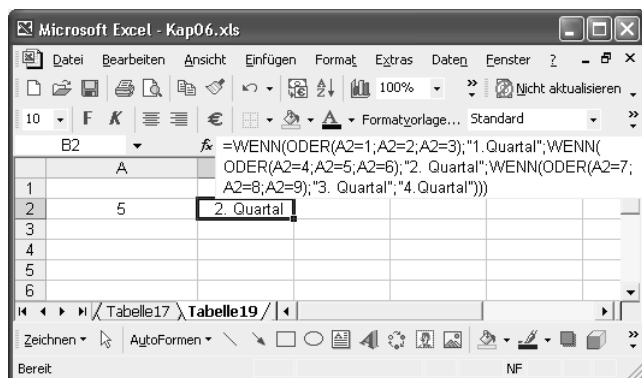 Microsoft Excel - Kap06.xls
Datei Bearbeiten Ansicht Einfügen Format Extras Daten Fenster ?
100% Nicht aktualisieren
10 F K € A Formatvorlage... Standard
B2 fx =WENN(ODER(A2=1;A2=2;A2=3);"1.Quartal";WENN(
ODER(A2=4;A2=5;A2=6);"2. Quartal";WENN(ODER(A2=7;
A2=8;A2=9);"3. Quartal";"4.Quartal")))
A
1
2 5 2. Quartal
3
4
5
6
Tabelle17 Tabelle19
Zeichnen AutoFormen
Bereit NF